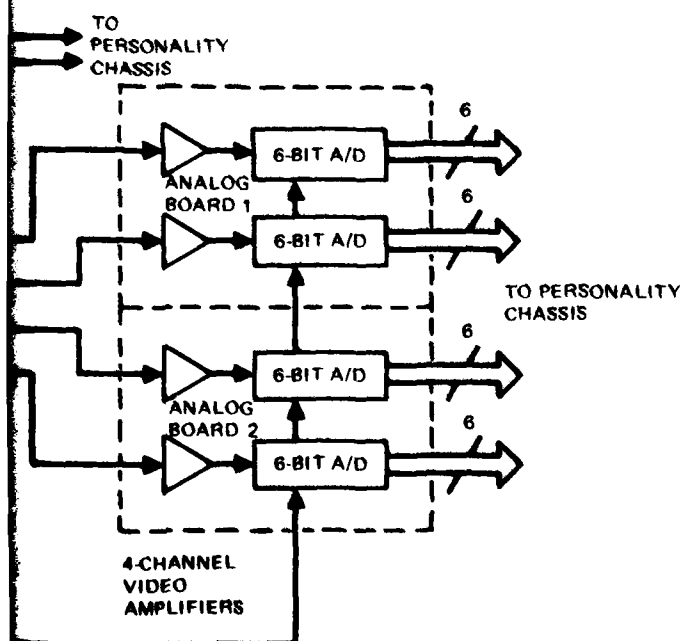 TO
PERSONALITY
CHASSIS
6
6-BIT A/D
ANALOG
BOARD 1
6
6-BIT A/D
TO PERSONALITY
CHASSIS
6
6-BIT A/D
ANALOG
BOARD 2
6
6-BIT A/D
4-CHANNEL
VIDEO
AMPLIFIERS